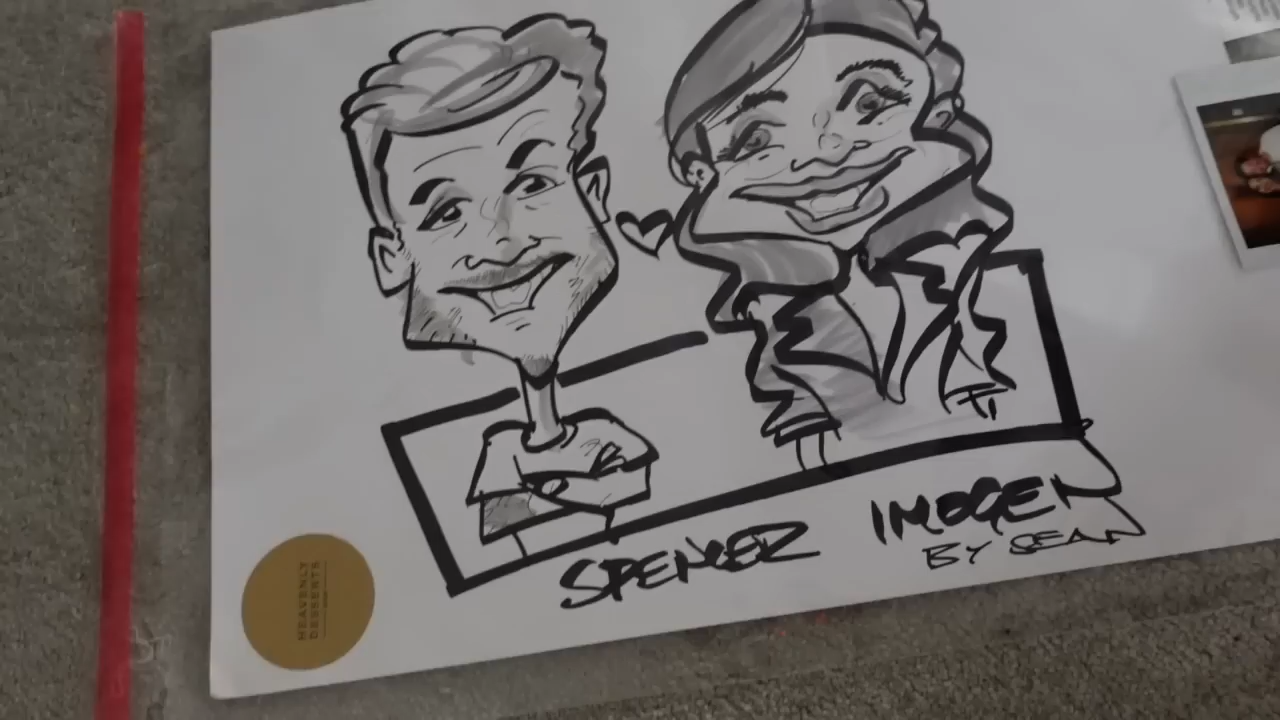 SPENCER
IMOGEN
BY SEAN
HEAVENLY
DESSERTS